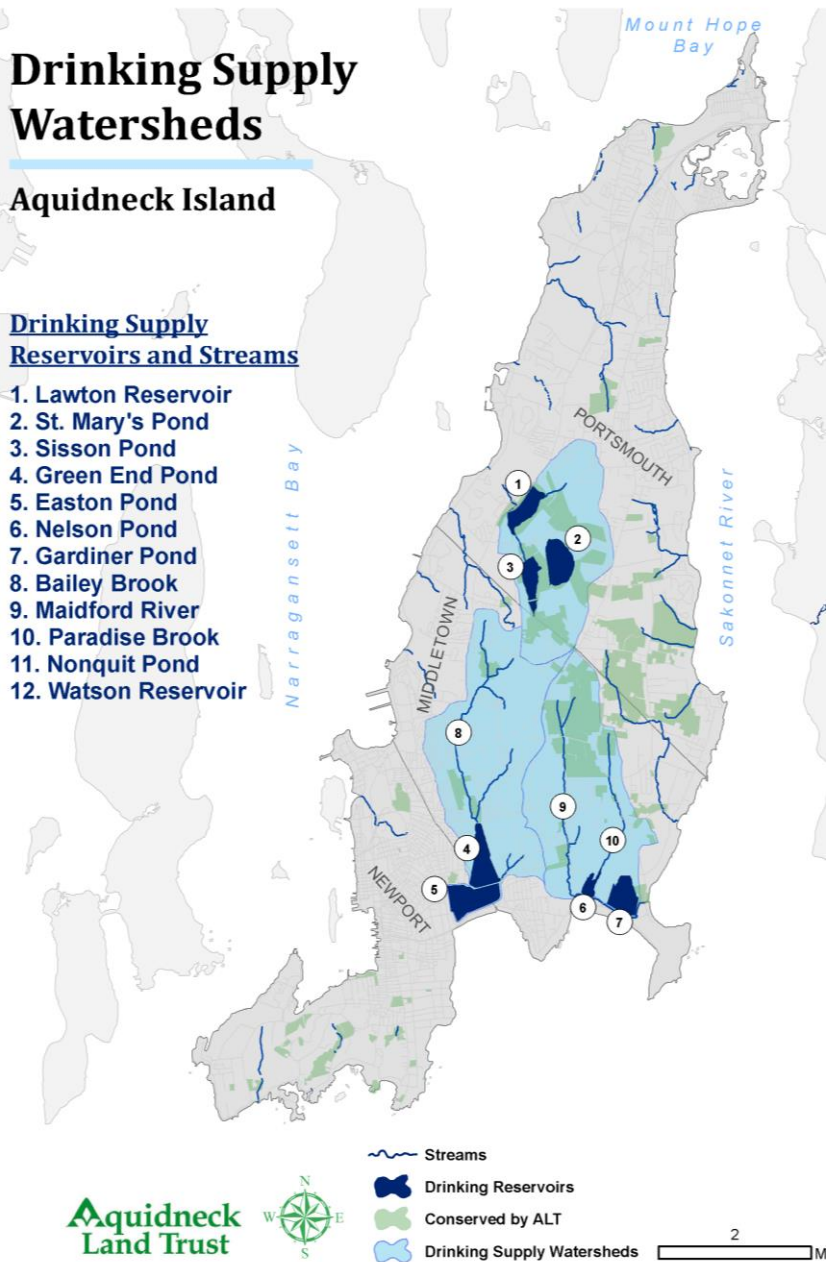 Mount Hope
Bay
Drinking Supply
Watersheds
Aquidneck Island
Drinking Supply
Reservoirs and Streams
1. Lawton Reservoir
2. St. Mary's Pond
3. Sisson Pond
4. Green End Pond
5. Easton Pond
6. Nelson Pond
7. Gardiner Pond
8. Bailey Brook
9. Maidford River
10. Paradise Brook
11. Nonquit Pond
12. Watson Reservoir
Narragansett Bay
Sakonnet River
PORTSMOUTH
MIDDLETOWN
NEWPORT
1
2
3
8
9
10
4
5
6
7
Streams
Drinking Reservoirs
Conserved by ALT
Drinking Supply Watersheds
Aquidneck
Land Trust
N
W E
S
2
M